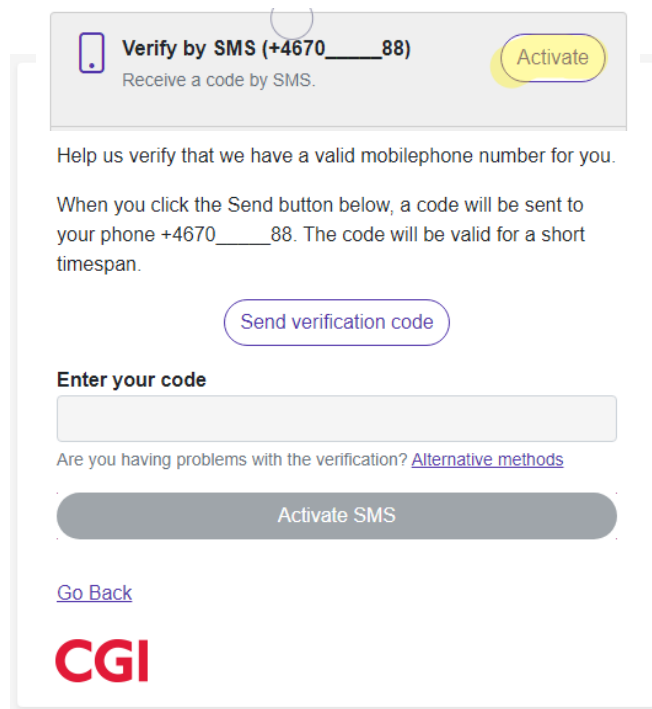 Verify by SMS (+4670_____88)
Activate
Receive a code by SMS.
Help us verify that we have a valid mobilephone number for you.
When you click the Send button below, a code will be sent to
your phone +4670_____88. The code will be valid for a short
timespan.
Send verification code
Enter your code
Are you having problems with the verification? Alternative methods
Activate SMS
Go Back
CGI